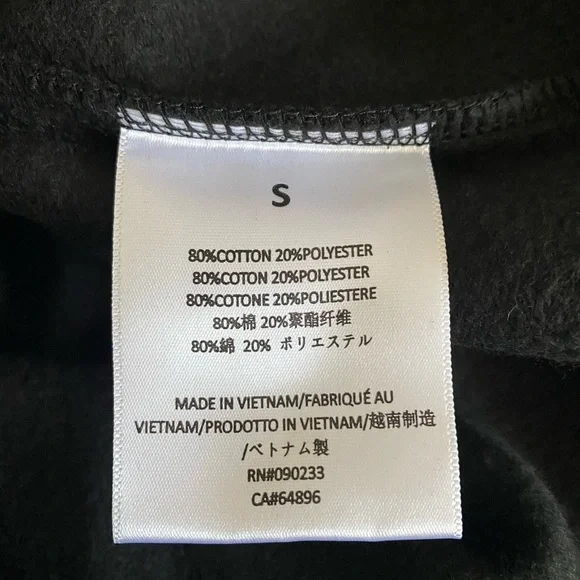 S
80%COTTON 20%POLYESTER
80%COTON 20%POLYESTER
80%COTONE 20%POLIESTERE
80%棉 20%聚酯纤维
80%綿 20% ポリエステル
MADE IN VIETNAM/FABRIQUÉ AU
VIETNAM/PRODOTTO IN VIETNAM/越南制造
/ベトナム製
RN#090233
CA#64896